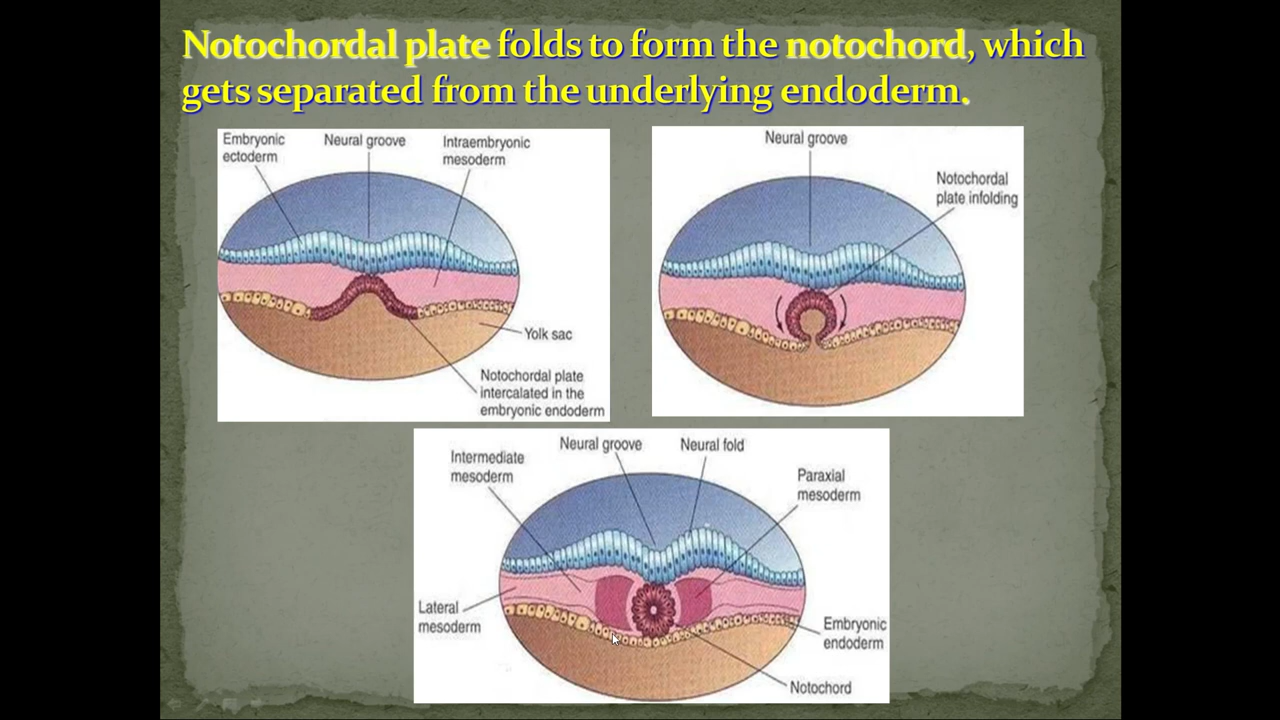 Notochordal plate folds to form the notochord, which
gets separated from the underlying endoderm.
Embryonic
ectoderm
Neural groove
Intraembryonic
mesoderm
Yolk sac
Notochordal plate
intercalated in the
embryonic endoderm
Neural groove
Notochordal
plate infolding
Intermediate
mesoderm
Neural groove
Neural fold
Paraxial
mesoderm
Lateral
mesoderm
Embryonic
endoderm
Notochord